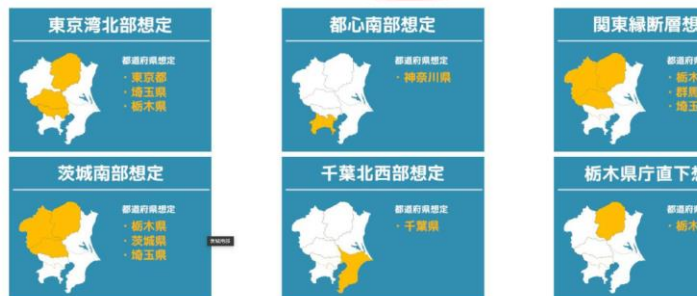 東京湾北部想定
都道府県想定
・東京都
・埼玉県
・栃木県
都心南部想定
都道府県想定
・神奈川県
関東縁断層想
都道府県
・栃木
・群馬
・埼玉
茨城南部想定
都道府県想定
・栃木県
・茨城県
・埼玉県
千葉北西部想定
都道府県想定
・千葉県
栃木県庁直下想
都道府県
・栃木